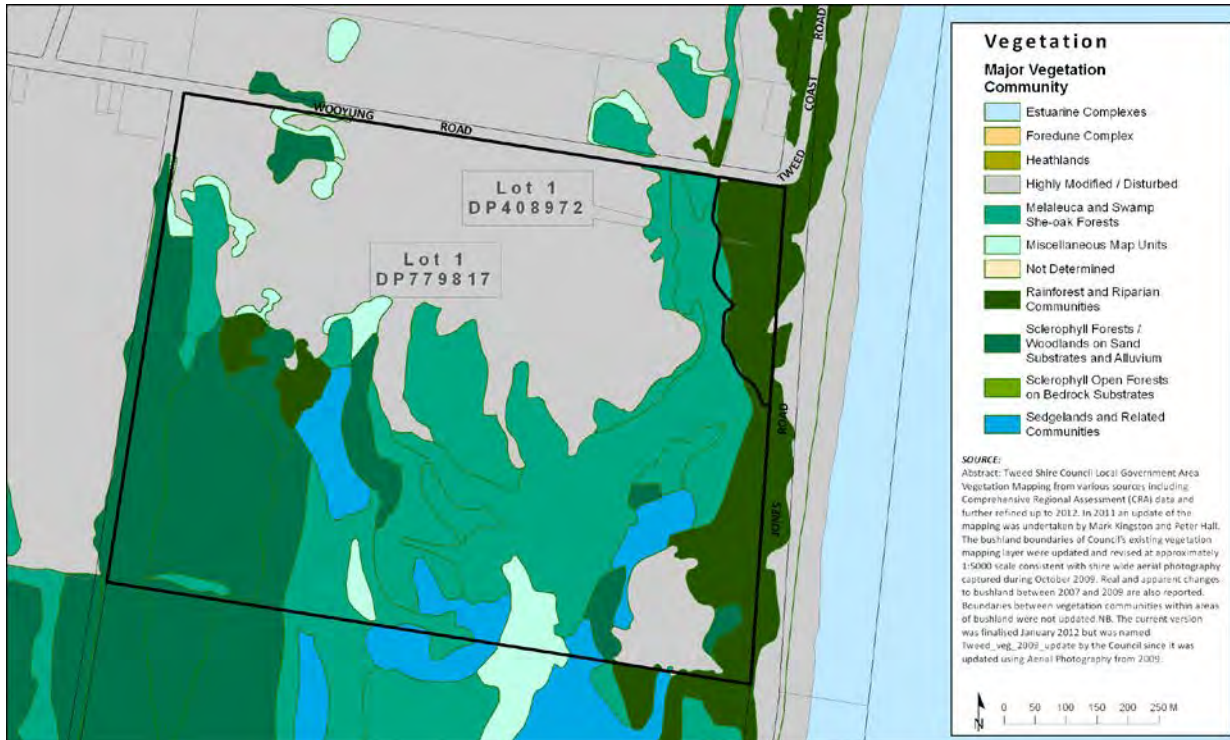 WOOYUNG ROAD
TWEED COAST ROAD
Lot 1
DP408972
Lot 1
DP779817
JONES ROAD
Vegetation
Major Vegetation
Community
Estuarine Complexes
Foredune Complex
Heathlands
Highly Modified / Disturbed
Melaleuca and Swamp
She-oak Forests
Miscellaneous Map Units
Not Determined
Rainforest and Riparian
Communities
Sclerophyll Forests /
Woodlands on Sand
Substrates and Alluvium
Sclerophyll Open Forests
on Bedrock Substrates
Sedgelands and Related
Communities
SOURCE:
Abstract: Tweed Shire Council Local Government Area
Vegetation Mapping from various sources including
Comprehensive Regional Assessment (CRA) data and
further refined up to 2012. In 2011 an update of the
mapping was undertaken by Mark Kingston and Peter Hall.
The bushland boundaries of Council's existing vegetation
mapping layer were updated and revised at approximately
1:5000 scale consistent with shire wide aerial photography
captured during October 2009. Real and apparent changes
to bushland between 2007 and 2009 are also reported.
Boundaries between vegetation communities within areas
of bushland were not updated.NB. The current version
was finalised January 2012 but was named
Tweed_veg_2009_update by the Council since it was
updated using Aerial Photography from 2009.
N
0 50 100 150 200 250 M